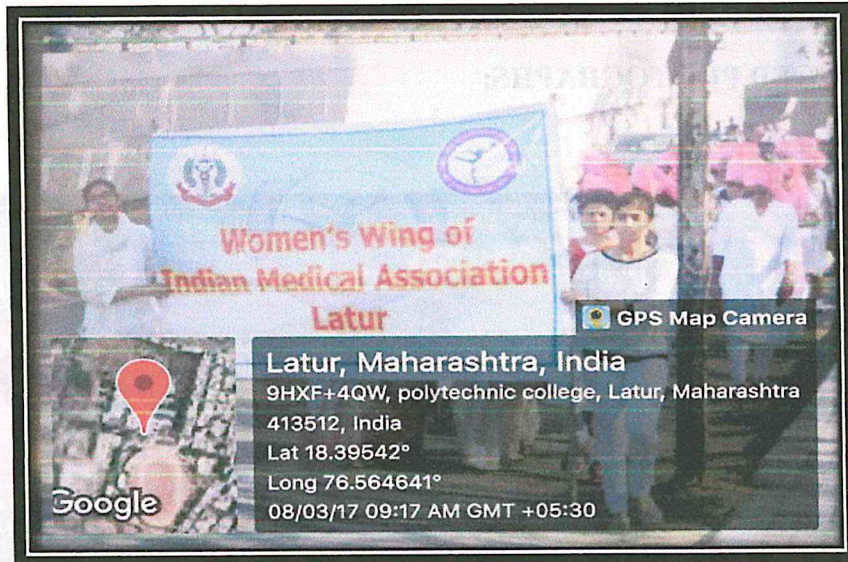 Women's Wing of
Indian Medical Association
Latur
GPS Map Camera
Latur, Maharashtra, India
9HXF+4QW, polytechnic college, Latur, Maharashtra
413512, India
Lat 18.39542°
Long 76.564641°
08/03/17 09:17 AM GMT +05:30
Google